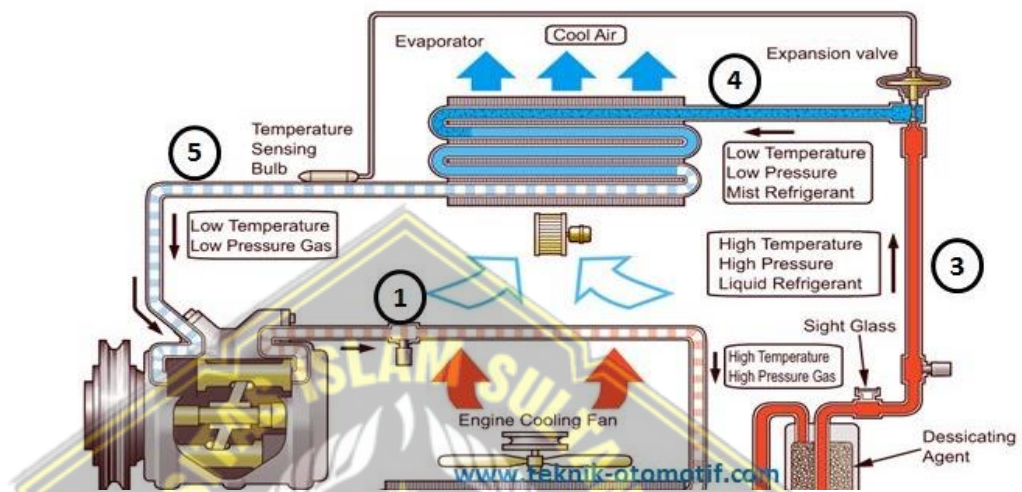 Evaporator
Cool Air
Expansion valve
4
Temperature
Sensing
Bulb
5
Low Temperature
Low Pressure
Mist Refrigerant
Low Temperature
Low Pressure Gas
High Temperature
High Pressure
Liquid Refrigerant
3
1
Sight Glass
High Temperature
High Pressure Gas
Engine Cooling Fan
Dessicating
Agent
www.teknik-otomotif.com
ISLAM SUL